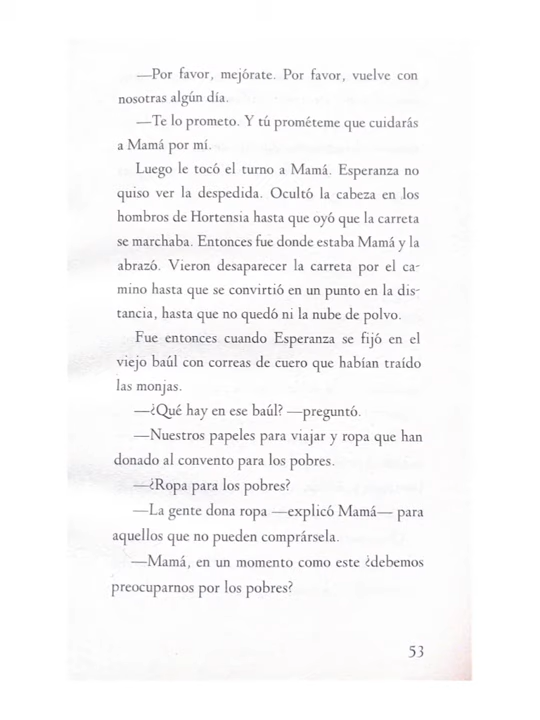 —Por favor, mejórate. Por favor, vuelve con
nosotras algún día.
—Te lo prometo. Y tú prométeme que cuidarás
a Mamá por mí.
Luego le tocó el turno a Mamá. Esperanza no
quiso ver la despedida. Ocultó la cabeza en los
hombros de Hortensia hasta que oyó que la carreta
se marchaba. Entonces fue donde estaba Mamá y la
abrazó. Vieron desaparecer la carreta por el ca-
mino hasta que se convirtió en un punto en la dis-
tancia, hasta que no quedó ni la nube de polvo.
Fue entonces cuando Esperanza se fijó en el
viejo baúl con correas de cuero que habían traído
las monjas.
—¿Qué hay en ese baúl? —preguntó.
—Nuestros papeles para viajar y ropa que han
donado al convento para los pobres.
—¿Ropa para los pobres?
—La gente dona ropa —explicó Mamá— para
aquellos que no pueden comprársela.
—Mamá, en un momento como este ¿debemos
preocuparnos por los pobres?
53